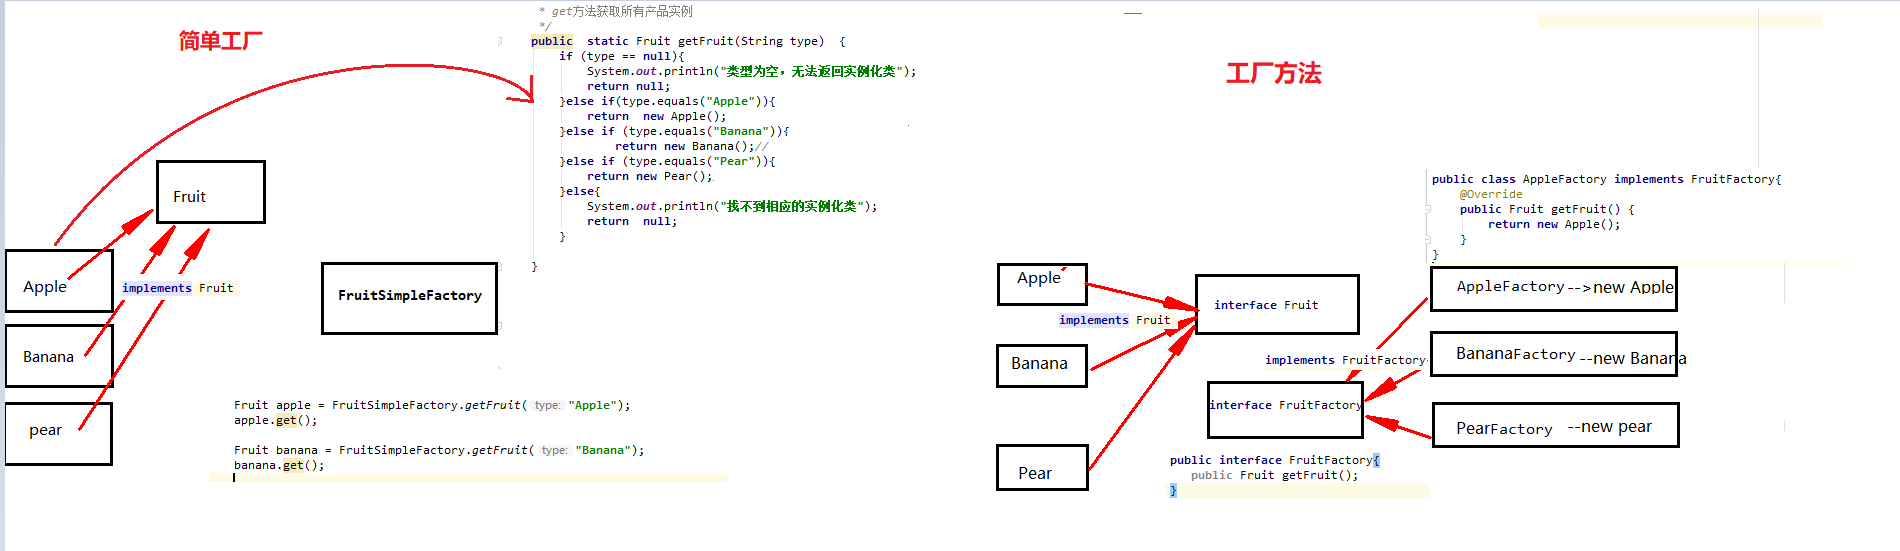 简单工厂
* get方法获取所有产品实例
*/
public static Fruit getFruit(String type) {
if (type == null){
System.out.println("类型为空，无法返回实例化类");
return null;
}else if(type.equals("Apple")){
return new Apple();
}else if (type.equals("Banana")){
return new Banana();//
}else if (type.equals("Pear")){
return new Pear();
}else{
System.out.println("找不到相应的实例化类");
return null;
}
}
Fruit
Apple
implements Fruit
Banana
pear
FruitSimpleFactory
Fruit apple = FruitSimpleFactory.getFruit( type: "Apple");
apple.get();
Fruit banana = FruitSimpleFactory.getFruit( type: "Banana");
banana.get();
工厂方法
public class AppleFactory implements FruitFactory{
@Override
public Fruit getFruit() {
return new Apple();
}
}
Apple
implements Fruit
Banana
Pear
interface Fruit
implements FruitFactory
interface FruitFactory
AppleFactory-->new Apple
BananaFactory --new Banana
PearFactory --new pear
public interface FruitFactory{
public Fruit getFruit();
}